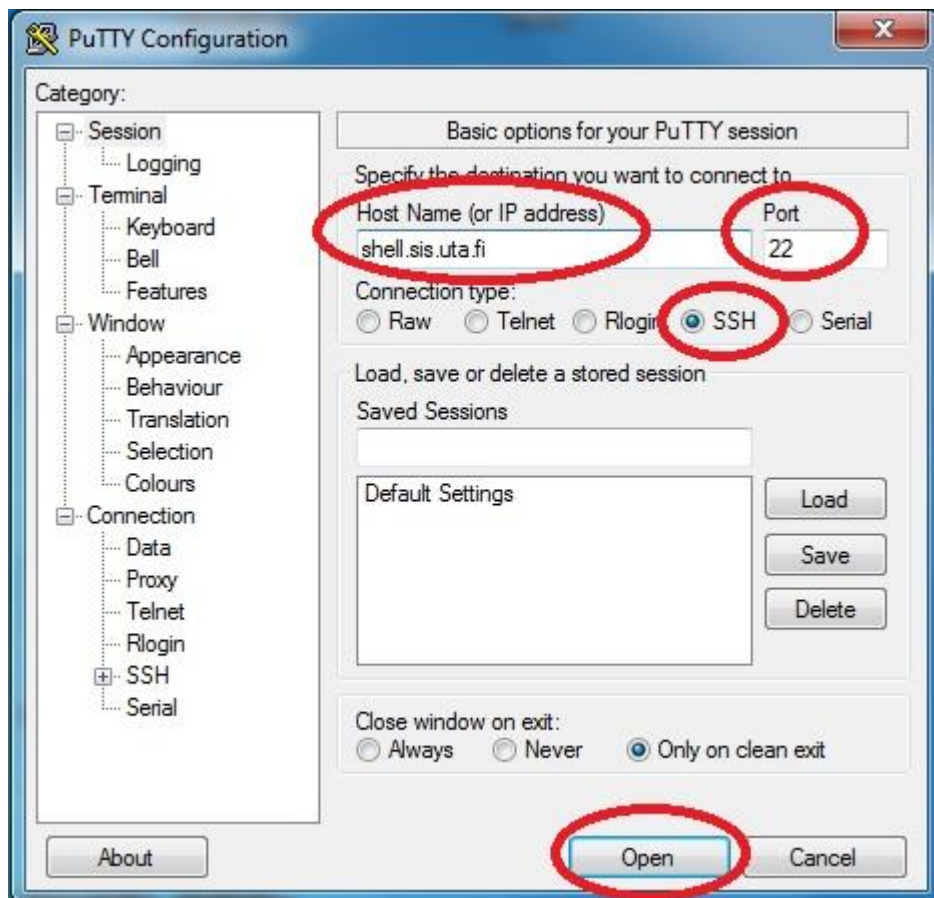 PuTTY Configuration
X
Category:
Session
Logging
Terminal
Keyboard
Bell
Features
Window
Appearance
Behaviour
Translation
Selection
Colours
Connection
Data
Proxy
Telnet
Rlogin
SSH
Serial
Basic options for your PuTTY session
Specify the destination you want to connect to
Host Name (or IP address) Port
shell.sis.uta.fi 22
Connection type:
Raw Telnet Rlogin SSH Serial
Load, save or delete a stored session
Saved Sessions
Default Settings
Load
Save
Delete
Close window on exit:
Always Never Only on clean exit
About Open Cancel